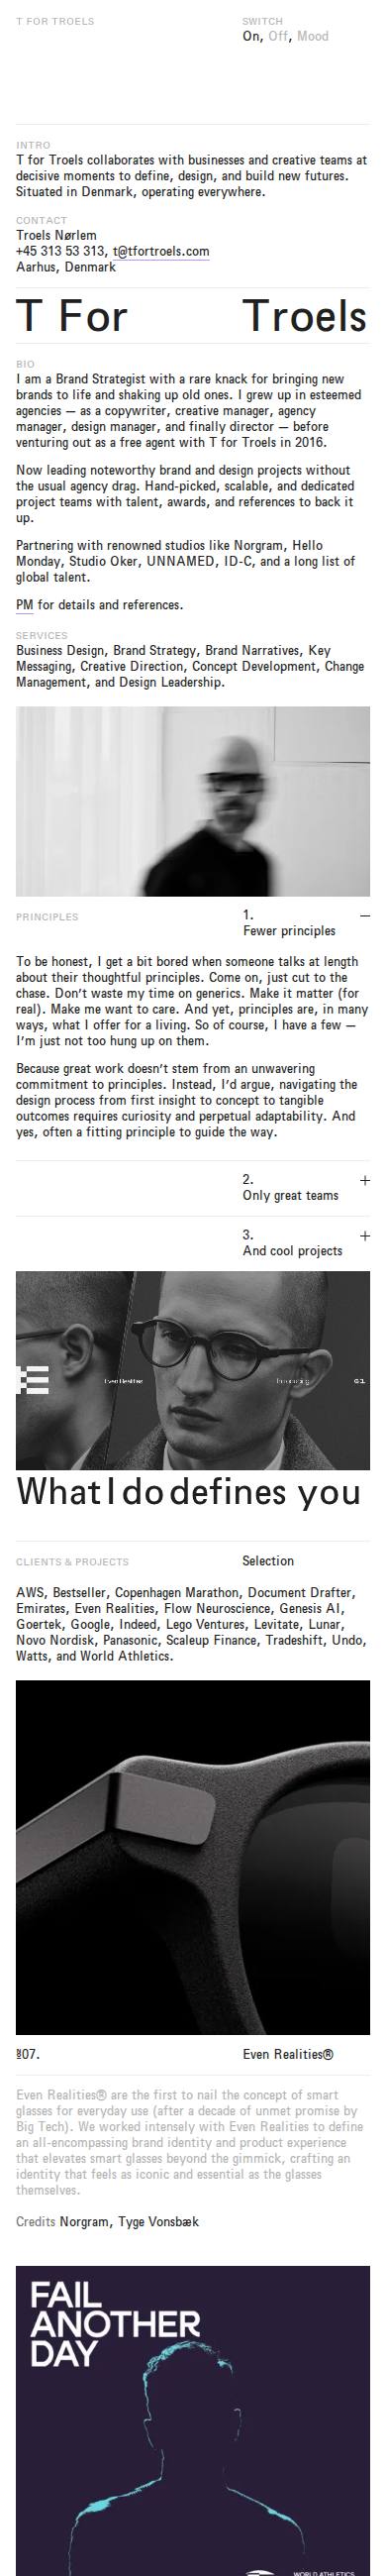 T FOR TROELS
SWITCH
On, Off, Mood
INTRO
T for Troels collaborates with businesses and creative teams at
decisive moments to define, design, and build new futures.
Situated in Denmark, operating everywhere.
CONTACT
Troels Nørlem
+45 313 53 313, t@tfortroels.com
Aarhus, Denmark
T For Troels
BIO
I am a Brand Strategist with a rare knack for bringing new
brands to life and shaking up old ones. I grew up in esteemed
agencies — as a copywriter, creative manager, agency
manager, design manager, and finally director — before
venturing out as a free agent with T for Troels in 2016.
Now leading noteworthy brand and design projects without
the usual agency drag. Hand-picked, scalable, and dedicated
project teams with talent, awards, and references to back it
up.
Partnering with renowned studios like Norgram, Hello
Monday, Studio Oker, UNNAMED, ID-C, and a long list of
global talent.
PM for details and references.
SERVICES
Business Design, Brand Strategy, Brand Narratives, Key
Messaging, Creative Direction, Concept Development, Change
Management, and Design Leadership.
PRINCIPLES
1.
Fewer principles
To be honest, I get a bit bored when someone talks at length
about their thoughtful principles. Come on, just cut to the
chase. Don’t waste my time on generics. Make it matter (for
real). Make me want to care. And yet, principles are, in many
ways, what I offer for a living. So of course, I have a few —
I’m just not too hung up on them.
Because great work doesn’t stem from an unwavering
commitment to principles. Instead, I’d argue, navigating the
design process from first insight to concept to tangible
outcomes requires curiosity and perpetual adaptability. And
yes, often a fitting principle to guide the way.
2.
Only great teams
3.
And cool projects
Even Realities
G1
What I do defines you
CLIENTS & PROJECTS
Selection
AWS, Bestseller, Copenhagen Marathon, Document Drafter,
Emirates, Even Realities, Flow Neuroscience, Genesis AI,
Goertek, Google, Indeed, Lego Ventures, Levitate, Lunar,
Novo Nordisk, Panasonic, Scaleup Finance, Tradeshift, Undo,
Watts, and World Athletics.
07.
Even Realities®
Even Realities® are the first to nail the concept of smart
glasses for everyday use (after a decade of unmet promise by
Big Tech). We worked intensely with Even Realities to define
an all-encompassing brand identity and product experience
that elevates smart glasses beyond the gimmick, crafting an
identity that feels as iconic and essential as the glasses
themselves.
Credits Norgram, Tyge Vonsbæk
FAIL
ANOTHER
DAY
WORLD ATHLETICS